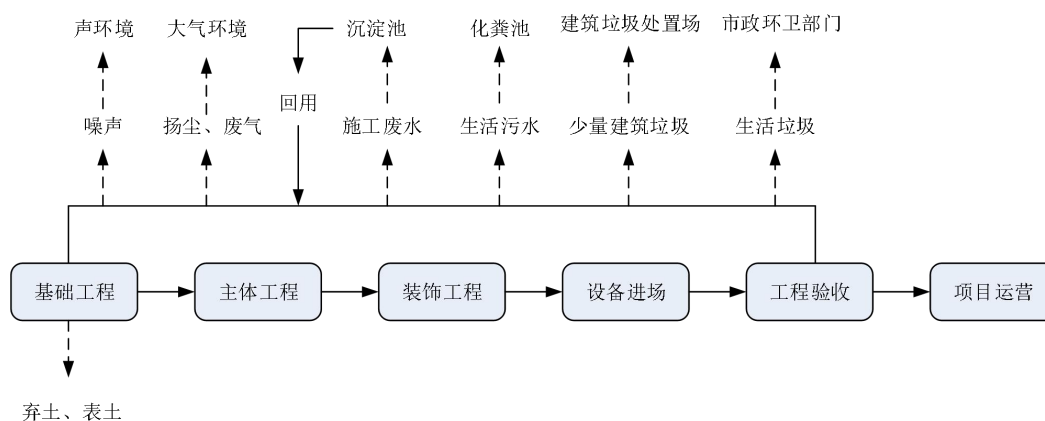 声环境
大气环境
沉淀池
化粪池
建筑垃圾处置场
市政环卫部门
回用
噪声
扬尘、废气
施工废水
生活污水
少量建筑垃圾
生活垃圾
基础工程
主体工程
装饰工程
设备进场
工程验收
项目运营
弃土、表土